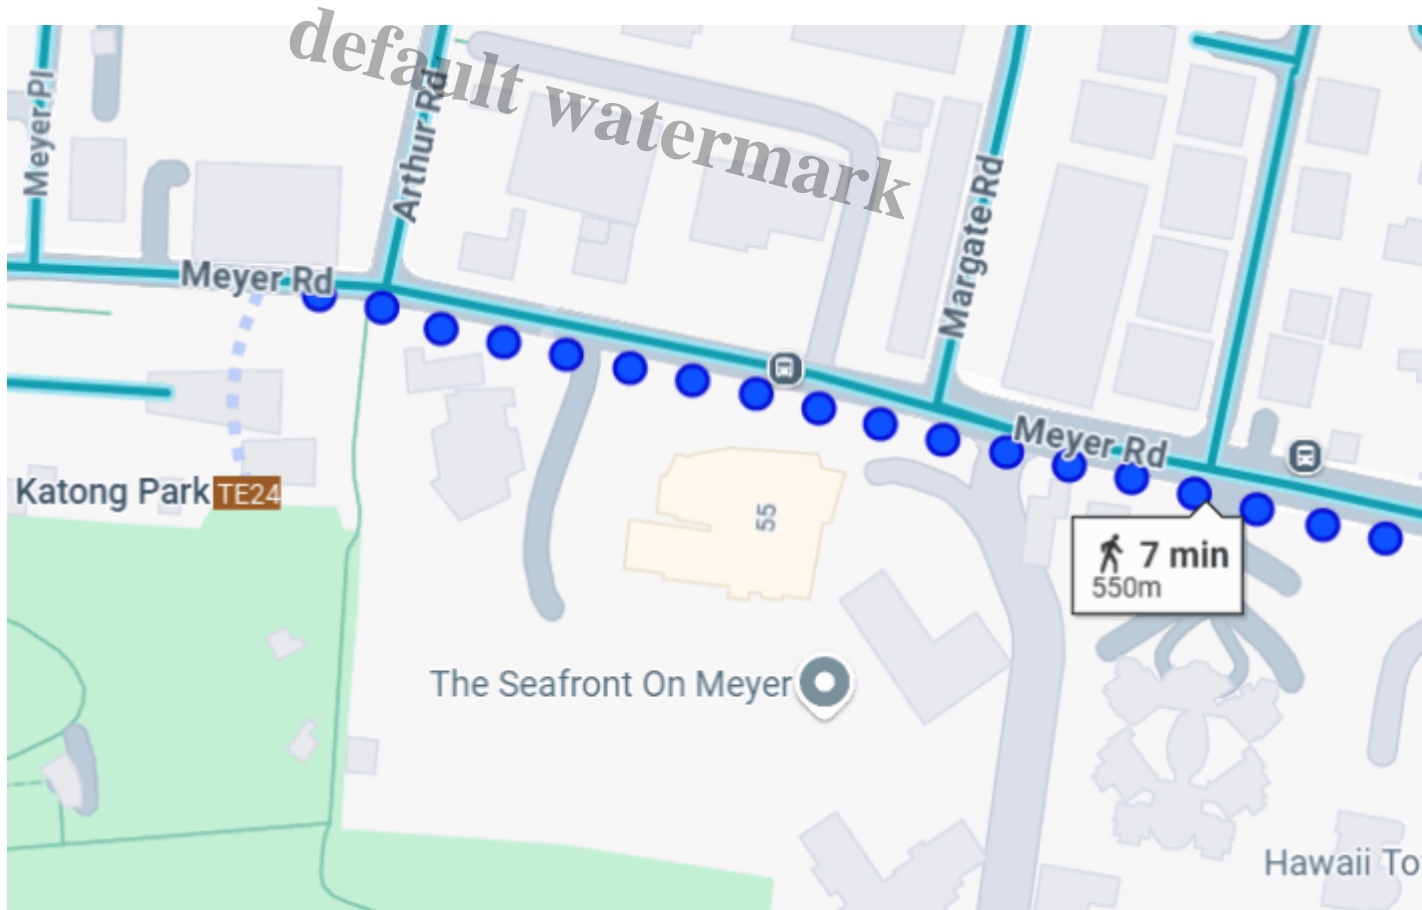 default watermark
Meyer Pl
Arthur Rd
Margate Rd
Meyer Rd
Meyer Rd
Katong Park TE24
55
7 min
550m
The Seafront On Meyer
Hawaii To